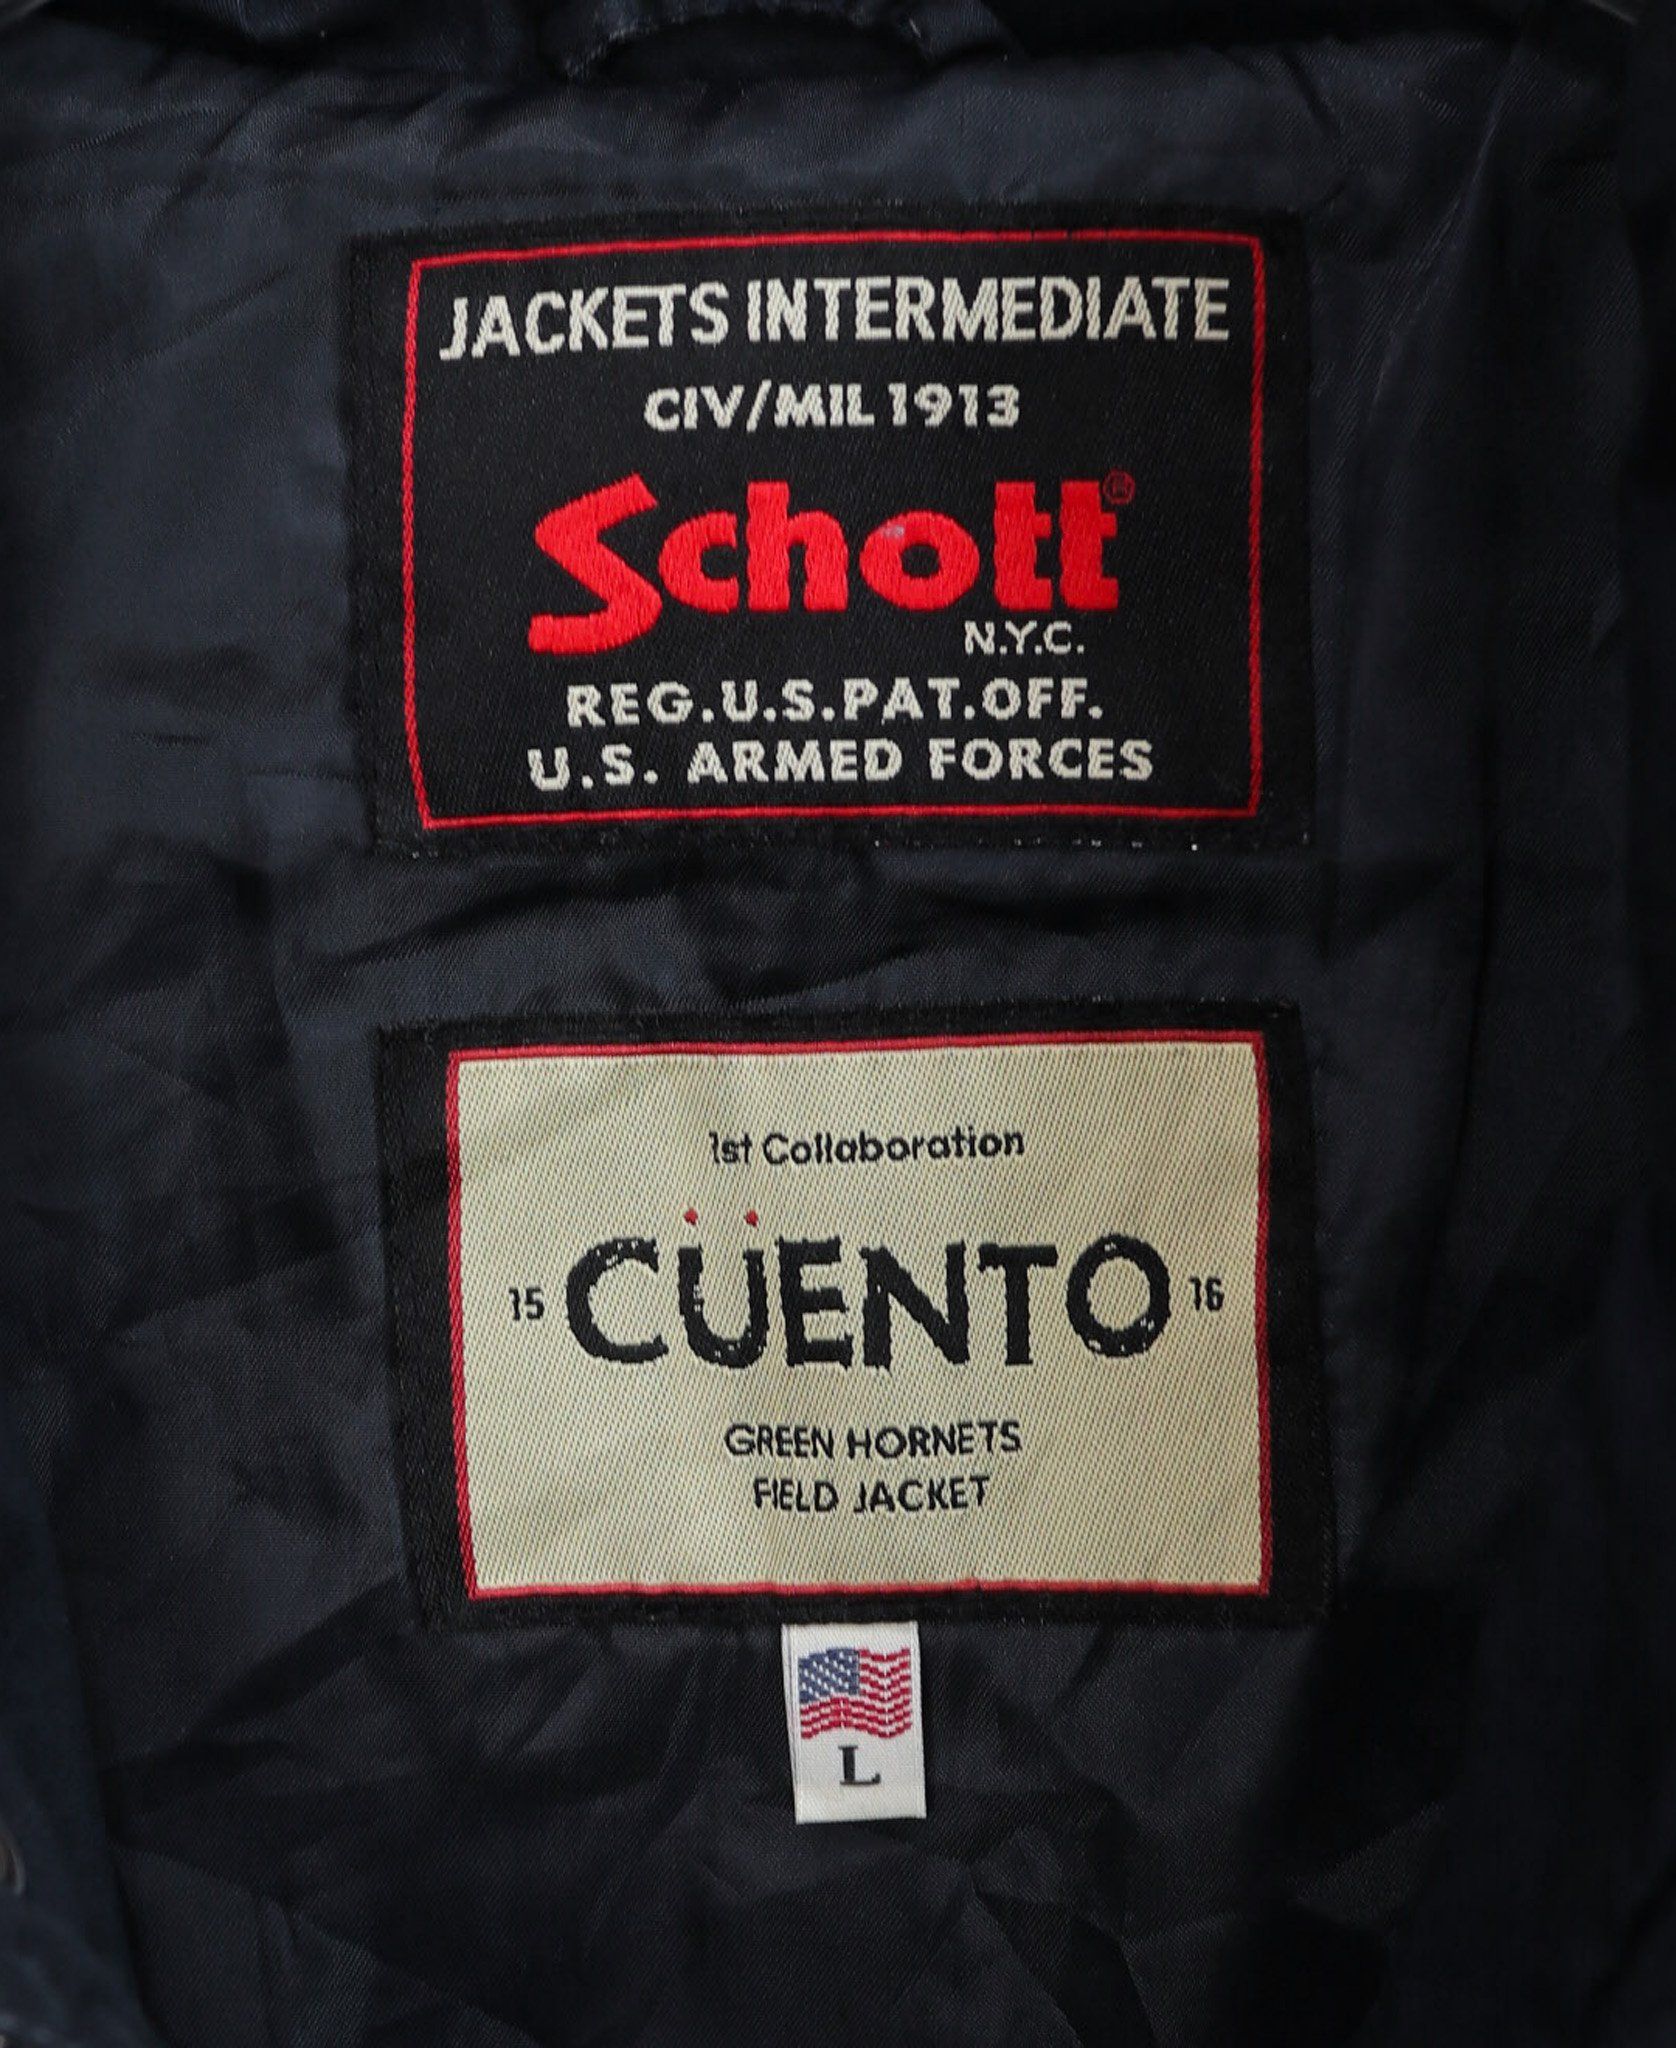 JACKETS INTERMEDIATE
CIV/MIL 1913
Schott®
N.Y.C.
REG.U.S.PAT.OFF.
U.S. ARMED FORCES
1st Collaboration
15 CÜENTO 16
GREEN HORNETS
FIELD JACKET
L